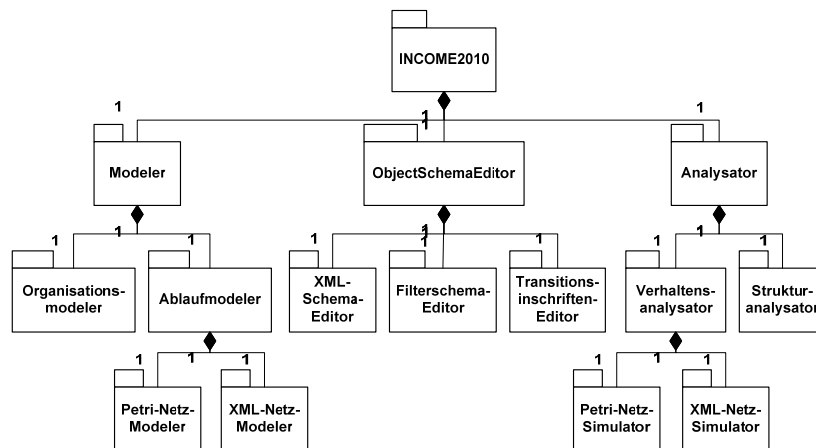 INCOME2010
1
1
1
1
Modeler
ObjectSchemaEditor
Analysator
1
1
1
1
1
1
1
1
1
1
Organisations-
modeler
Ablaufmodeler
XML-
Schema-
Editor
Filterschema-
Editor
Transitions-
inschriften-
Editor
Verhaltens-
analysator
Struktur-
analysator
1
1
1
1
1
1
Petri-Netz-
Modeler
XML-Netz-
Modeler
Petri-Netz-
Simulator
XML-Netz-
Simulator